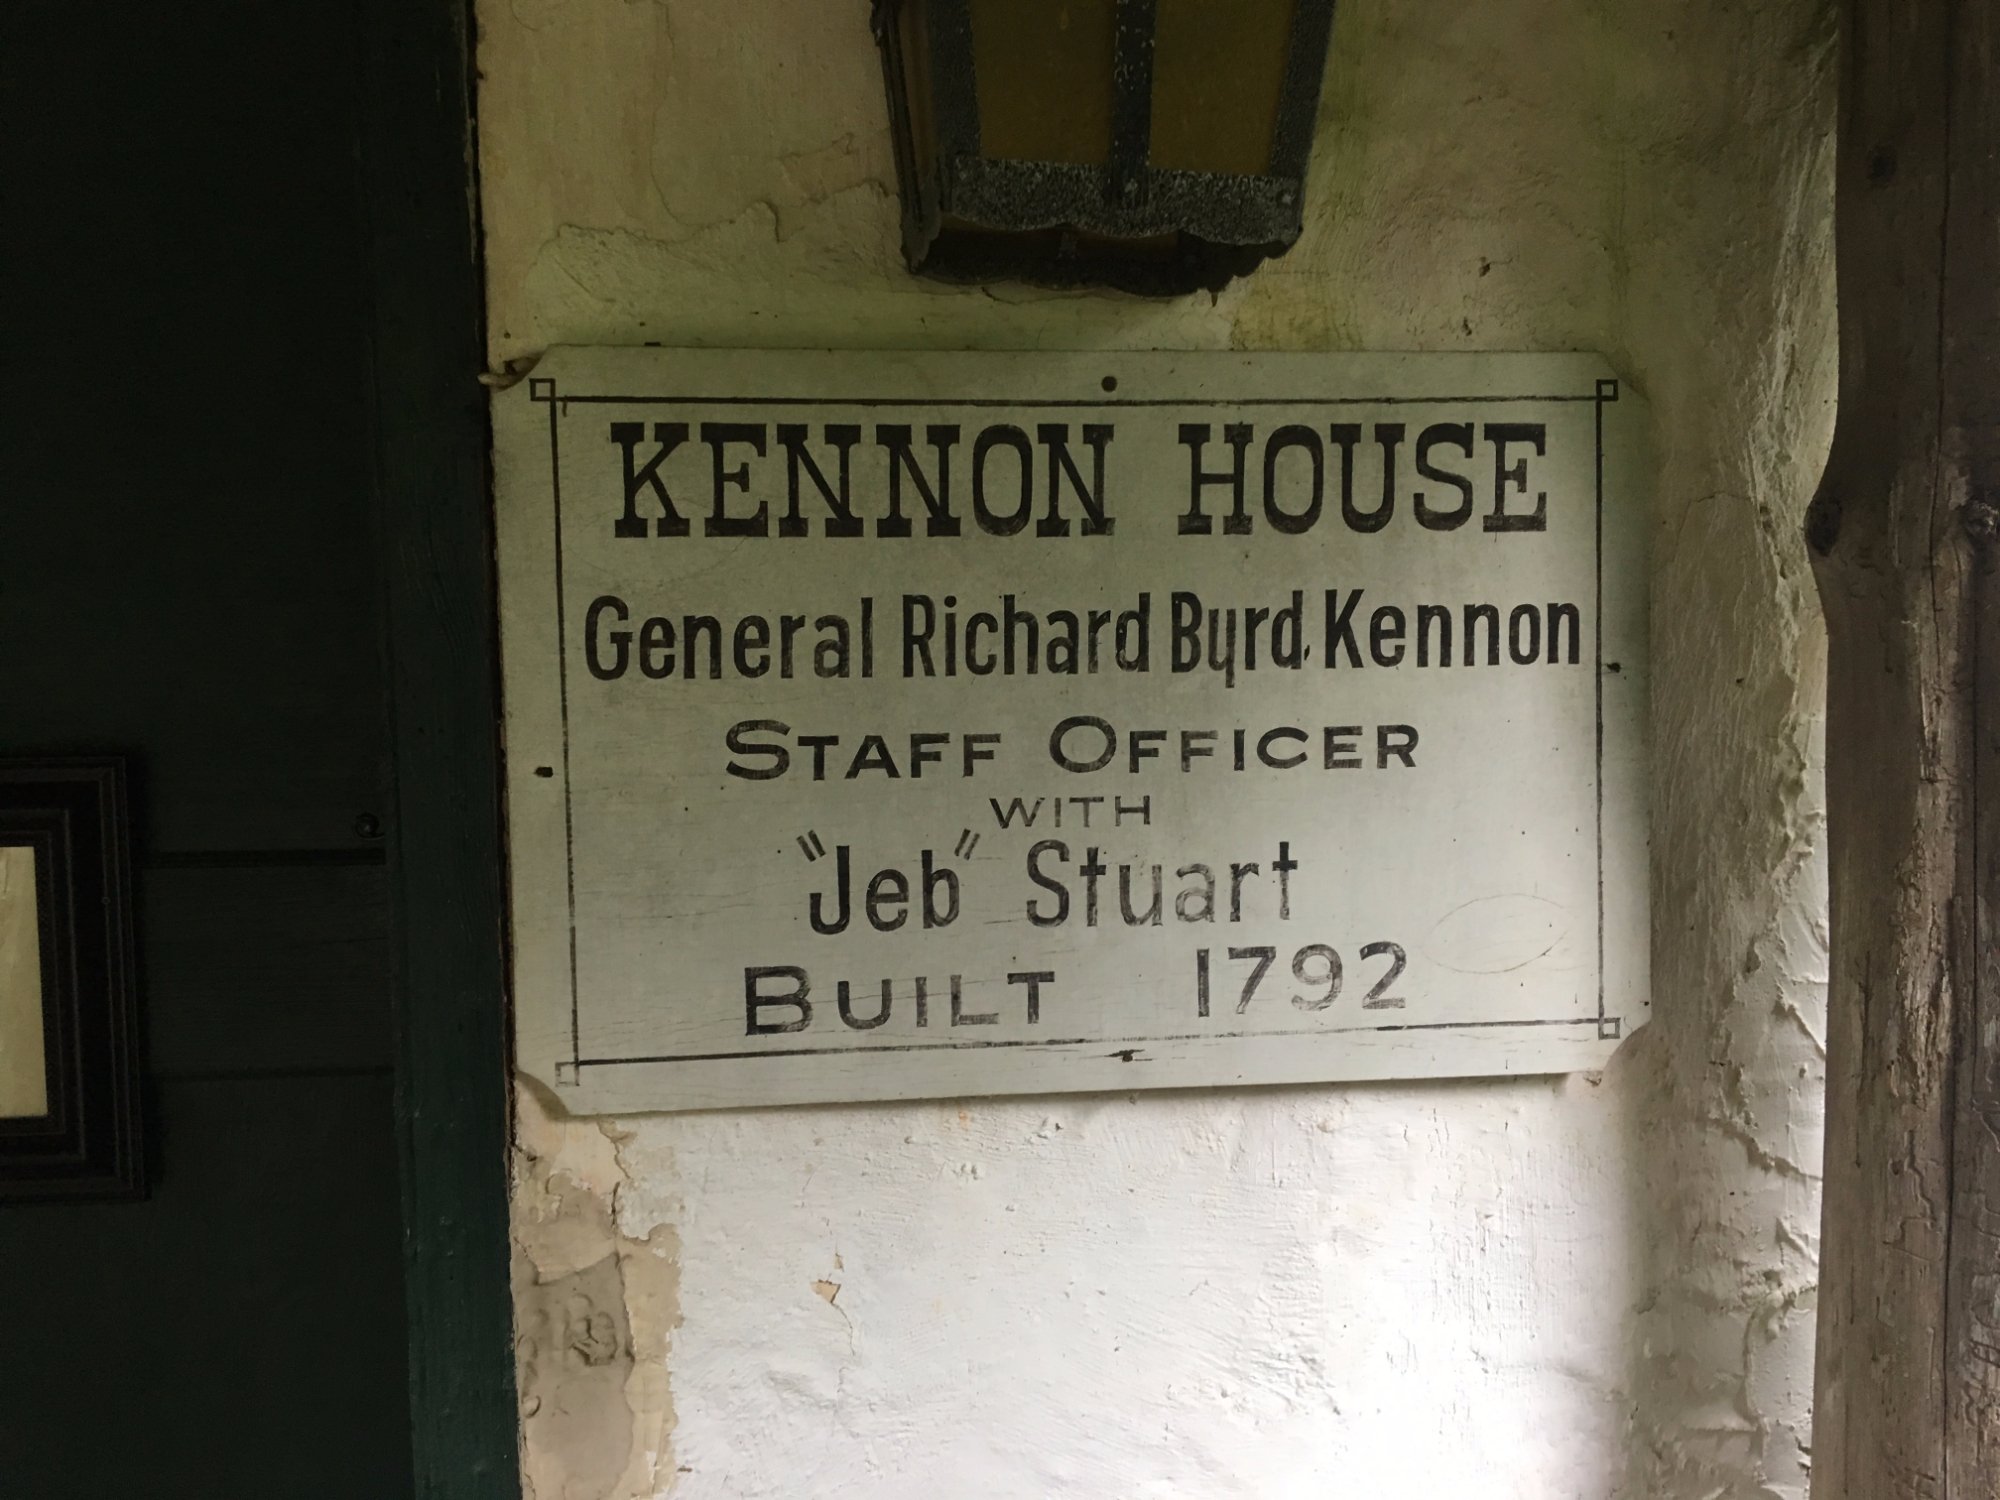 KENNON HOUSE
General Richard Byrd Kennon
STAFF OFFICER
WITH
"Jeb" Stuart
BUILT 1792